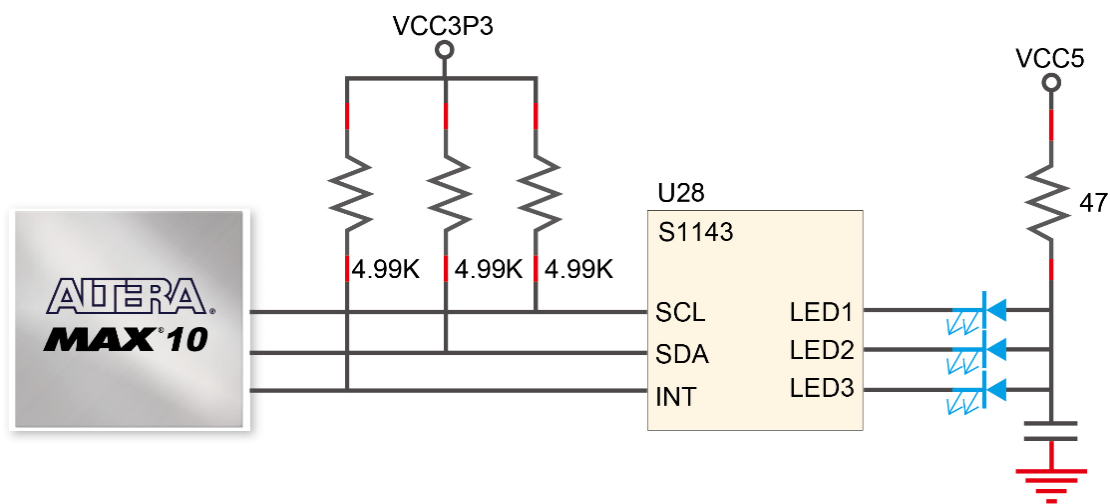 VCC3P3
VCC5
U28
47
S1143
4.99K 4.99K 4.99K
ALTERA®
MAX® 10
SCL LED1
SDA LED2
INT LED3